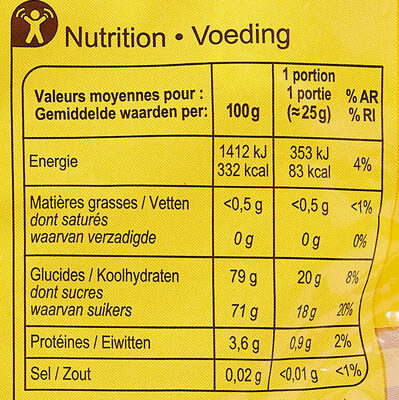 Nutrition • Voeding
Valeurs moyennes pour :
Gemiddelde waarden per:
100g
1 portion
1 portie
(≈25g)
% AR
% RI
Energie
1412 kJ
332 kcal
353 kJ
83 kcal
4%
Matières grasses / Vetten <0,5 g <0,5 g <1%
dont saturés
waarvan verzadigde 0 g 0 g 0%
Glucides / Koolhydraten 79 g 20 g 8%
dont sucres
waarvan suikers 71 g 18g 20%
Protéines / Eiwitten 3,6 g 0,9 g 2%
Sel / Zout 0,02 g <0,01 g <1%